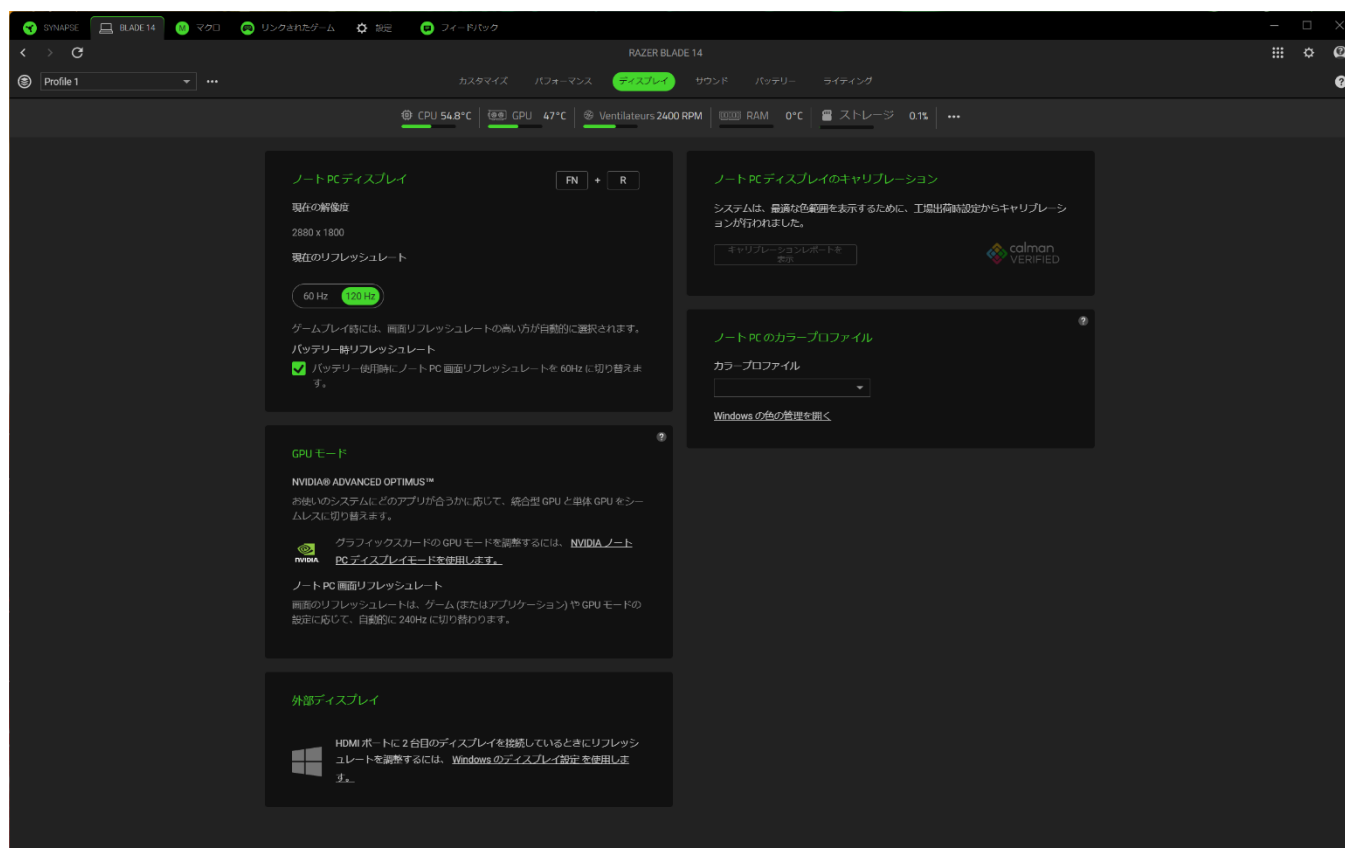 SYNAPSE BLADE 14 マクロ リンクされたゲーム 設定 フィードバック
RAZER BLADE 14
Profile 1 カスタマイズ パフォーマンス ディスプレイ サウンド バッテリー ライティング
CPU 54.8°C GPU 47°C Ventilateurs 2400 RPM RAM 0°C ストレージ 0.1%
ノート PC ディスプレイ FN + R
現在の解像度
2880 x 1800
現在のリフレッシュレート
60 Hz 120 Hz
ゲームプレイ時には、画面リフレッシュレートの高い方が自動的に選択されます。
バッテリー時リフレッシュレート
バッテリー使用時にノート PC 画面リフレッシュレートを 60Hz に切り替えま
す。
GPU モード
NVIDIA® ADVANCED OPTIMUS™
お使いのシステムにどのアプリが合うかに応じて、統合型 GPU と単体 GPU をシー
ムレスに切り替えます。
グラフィックスカードの GPU モードを調整するには、 NVIDIA ノート
PC ディスプレイモードを使用します。
NVIDIA
ノート PC 画面リフレッシュレート
画面のリフレッシュレートは、ゲーム (またはアプリケーション) や GPU モードの
設定に応じて、自動的に 240Hz に切り替わります。
外部ディスプレイ
HDMI ポートに 2 台目のディスプレイを接続しているときにリフレッシ
ュレートを調整するには、 Windows のディスプレイ設定 を使用しま
す。
ノート PC ディスプレイのキャリブレーション
システムは、最適な色範囲を表示するために、工場出荷時設定からキャリブレーシ
ョンが行われました。
キャリブレーションレポートを
表示
calman
VERIFIED
ノート PC のカラープロファイル
カラープロファイル
Windows の色の管理を開く